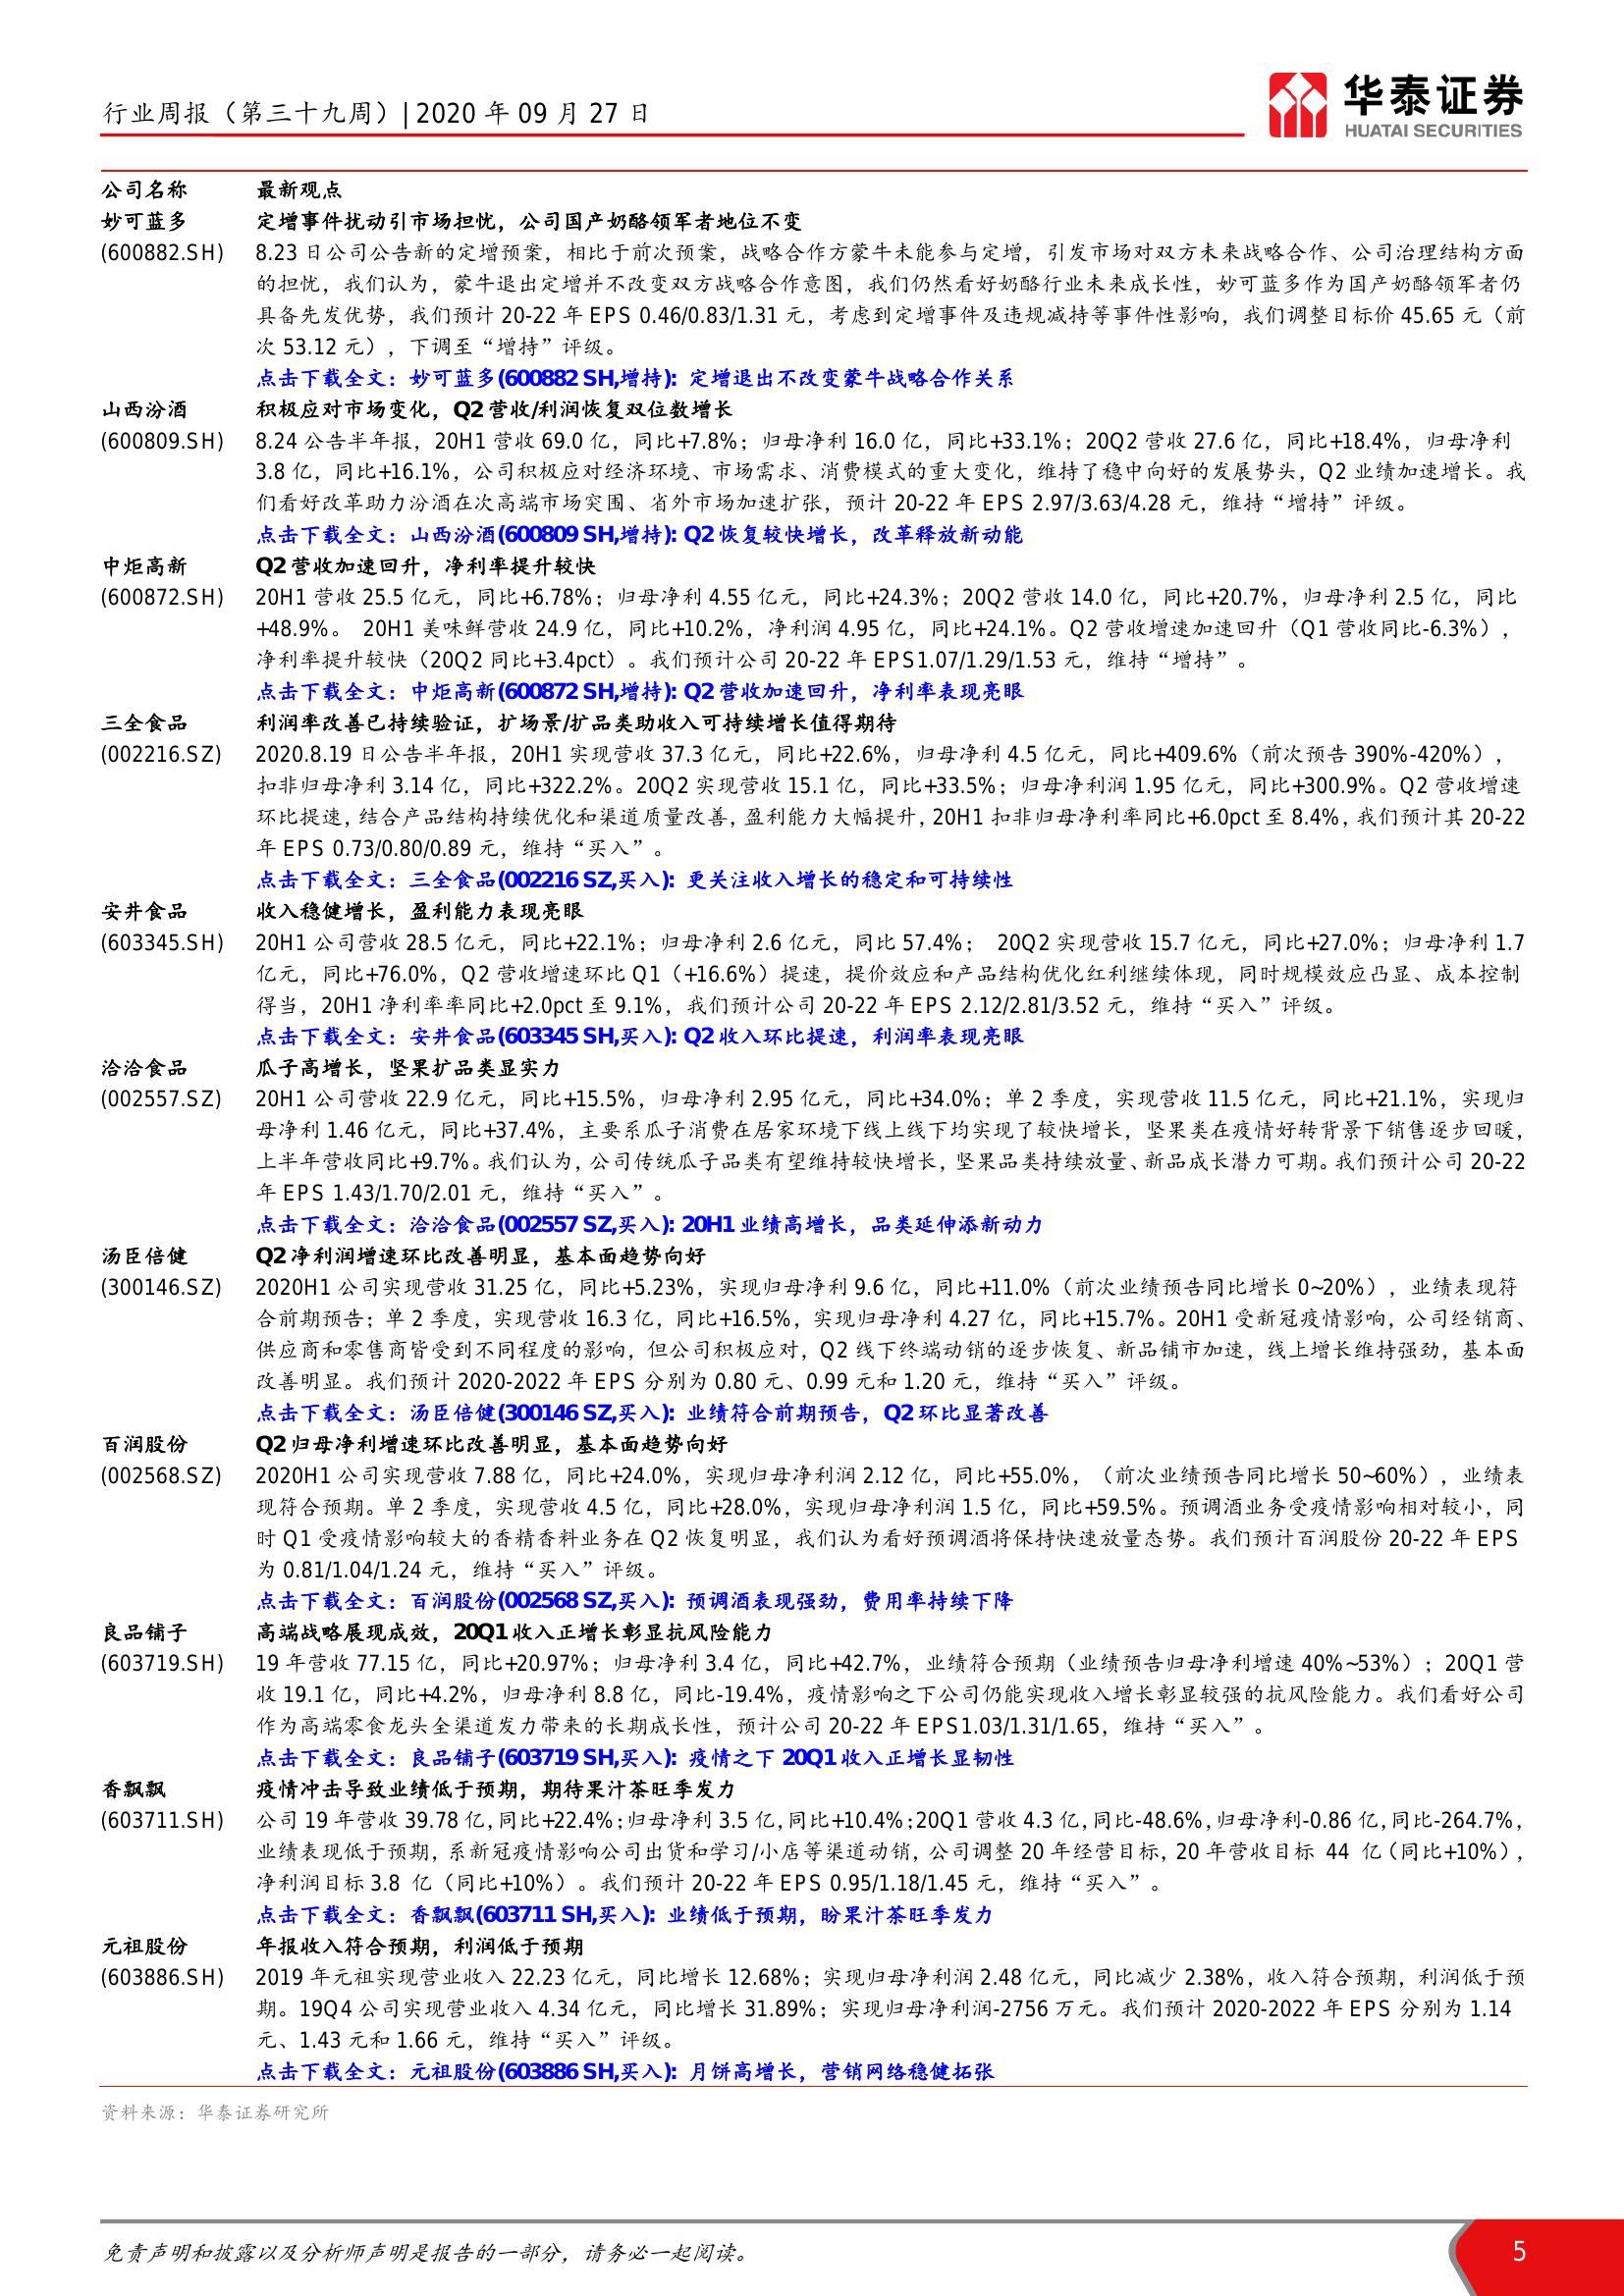 行业周报（第三十九周）| 2020 年 09 月 27 日
华泰证券
HUATAI SECURITIES
公司名称 最新观点
妙可蓝多 定增事件扰动引市场担忧，公司国产奶酪领军者地位不变
(600882.SH) 8.23 日公司公告新的定增预案，相比于前次预案，战略合作方蒙牛未能参与定增，引发市场对双方未来战略合作、公司治理结构方面
的担忧，我们认为，蒙牛退出定增并不改变双方战略合作意图，我们仍然看好奶酪行业未来成长性，妙可蓝多作为国产奶酪领军者仍
具备先发优势，我们预计 20-22 年 EPS 0.46/0.83/1.31 元，考虑到定增事件及违规减持等事件性影响，我们调整目标价 45.65 元（前
次 53.12 元），下调至“增持”评级。
点击下载全文：妙可蓝多(600882 SH,增持): 定增退出不改变蒙牛战略合作关系
山西汾酒 积极应对市场变化，Q2 营收/利润恢复双位数增长
(600809.SH) 8.24 公告半年报，20H1 营收 69.0 亿，同比+7.8%；归母净利 16.0 亿，同比+33.1%；20Q2 营收 27.6 亿，同比+18.4%，归母净利
3.8 亿，同比+16.1%，公司积极应对经济环境、市场需求、消费模式的重大变化，维持了稳中向好的发展势头，Q2 业绩加速增长。我
们看好改革助力汾酒在次高端市场突围、省外市场加速扩张，预计 20-22 年 EPS 2.97/3.63/4.28 元，维持“增持”评级。
点击下载全文：山西汾酒(600809 SH,增持): Q2 恢复较快增长，改革释放新动能
中炬高新 Q2 营收加速回升，净利率提升较快
(600872.SH) 20H1 营收 25.5 亿元，同比+6.78%；归母净利 4.55 亿元，同比+24.3%；20Q2 营收 14.0 亿，同比+20.7%，归母净利 2.5 亿，同比
+48.9%。 20H1 美味鲜营收 24.9 亿，同比+10.2%，净利润 4.95 亿，同比+24.1%。Q2 营收增速加速回升（Q1 营收同比-6.3%），
净利率提升较快（20Q2 同比+3.4pct）。我们预计公司 20-22 年 EPS1.07/1.29/1.53 元，维持“增持”。
点击下载全文：中炬高新(600872 SH,增持): Q2 营收加速回升，净利率表现亮眼
三全食品 利润率改善已持续验证，扩场景/扩品类助收入可持续增长值得期待
(002216.SZ) 2020.8.19 日公告半年报，20H1 实现营收 37.3 亿元，同比+22.6%，归母净利 4.5 亿元，同比+409.6%（前次预告 390%-420%），
扣非归母净利 3.14 亿，同比+322.2%。20Q2 实现营收 15.1 亿，同比+33.5%；归母净利润 1.95 亿元，同比+300.9%。Q2 营收增速
环比提速，结合产品结构持续优化和渠道质量改善，盈利能力大幅提升，20H1 扣非归母净利率同比+6.0pct 至 8.4%，我们预计其 20-22
年 EPS 0.73/0.80/0.89 元，维持“买入”。
点击下载全文：三全食品(002216 SZ,买入): 更关注收入增长的稳定和可持续性
安井食品 收入稳健增长，盈利能力表现亮眼
(603345.SH) 20H1 公司营收 28.5 亿元，同比+22.1%；归母净利 2.6 亿元，同比 57.4%； 20Q2 实现营收 15.7 亿元，同比+27.0%；归母净利 1.7
亿元，同比+76.0%，Q2 营收增速环比 Q1（+16.6%）提速，提价效应和产品结构优化红利继续体现，同时规模效应凸显、成本控制
得当，20H1 净利率率同比+2.0pct 至 9.1%，我们预计公司 20-22 年 EPS 2.12/2.81/3.52 元，维持“买入”评级。
点击下载全文：安井食品(603345 SH,买入): Q2 收入环比提速，利润率表现亮眼
洽洽食品 瓜子高增长，坚果扩品类显实力
(002557.SZ) 20H1 公司营收 22.9 亿元，同比+15.5%，归母净利 2.95 亿元，同比+34.0%；单 2 季度，实现营收 11.5 亿元，同比+21.1%，实现归
母净利 1.46 亿元，同比+37.4%，主要系瓜子消费在居家环境下线上线下均实现了较快增长，坚果类在疫情好转背景下销售逐步回暖，
上半年营收同比+9.7%。我们认为，公司传统瓜子品类有望维持较快增长，坚果品类持续放量、新品成长潜力可期。我们预计公司 20-22
年 EPS 1.43/1.70/2.01 元，维持“买入”。
点击下载全文：洽洽食品(002557 SZ,买入): 20H1 业绩高增长，品类延伸添新动力
汤臣倍健 Q2 净利润增速环比改善明显，基本面趋势向好
(300146.SZ) 2020H1 公司实现营收 31.25 亿，同比+5.23%，实现归母净利 9.6 亿，同比+11.0%（前次业绩预告同比增长 0~20%），业绩表现符
合前期预告；单 2 季度，实现营收 16.3 亿，同比+16.5%，实现归母净利 4.27 亿，同比+15.7%。20H1 受新冠疫情影响，公司经销商、
供应商和零售商皆受到不同程度的影响，但公司积极应对，Q2 线下终端动销的逐步恢复、新品铺市加速，线上增长维持强劲，基本面
改善明显。我们预计 2020-2022 年 EPS 分别为 0.80 元、0.99 元和 1.20 元，维持“买入”评级。
点击下载全文：汤臣倍健(300146 SZ,买入): 业绩符合前期预告，Q2 环比显著改善
百润股份 Q2 归母净利增速环比改善明显，基本面趋势向好
(002568.SZ) 2020H1 公司实现营收 7.88 亿，同比+24.0%，实现归母净利润 2.12 亿，同比+55.0%，（前次业绩预告同比增长 50~60%），业绩表
现符合预期。单 2 季度，实现营收 4.5 亿，同比+28.0%，实现归母净利润 1.5 亿，同比+59.5%。预调酒业务受疫情影响相对较小，同
时 Q1 受疫情影响较大的香精香料业务在 Q2 恢复明显，我们认为看好预调酒将保持快速放量态势。我们预计百润股份 20-22 年 EPS
为 0.81/1.04/1.24 元，维持“买入”评级。
点击下载全文：百润股份(002568 SZ,买入): 预调酒表现强劲，费用率持续下降
良品铺子 高端战略展现成效，20Q1 收入正增长彰显抗风险能力
(603719.SH) 19 年营收 77.15 亿，同比+20.97%；归母净利 3.4 亿，同比+42.7%，业绩符合预期（业绩预告归母净利增速 40%~53%）；20Q1 营
收 19.1 亿，同比+4.2%，归母净利 8.8 亿，同比-19.4%，疫情影响之下公司仍能实现收入增长彰显较强的抗风险能力。我们看好公司
作为高端零食龙头全渠道发力带来的长期成长性，预计公司 20-22 年 EPS1.03/1.31/1.65，维持“买入”。
点击下载全文：良品铺子(603719 SH,买入): 疫情之下 20Q1 收入正增长显韧性
香飘飘 疫情冲击导致业绩低于预期，期待果汁茶旺季发力
(603711.SH) 公司 19 年营收 39.78 亿，同比+22.4%；归母净利 3.5 亿，同比+10.4%；20Q1 营收 4.3 亿，同比-48.6%，归母净利-0.86 亿，同比-264.7%，
业绩表现低于预期，系新冠疫情影响公司出货和学习/小店等渠道动销，公司调整 20 年经营目标，20 年营收目标 44 亿（同比+10%），
净利润目标 3.8 亿（同比+10%）。我们预计 20-22 年 EPS 0.95/1.18/1.45 元，维持“买入”。
点击下载全文：香飘飘(603711 SH,买入): 业绩低于预期，盼果汁茶旺季发力
元祖股份 年报收入符合预期，利润低于预期
(603886.SH) 2019 年元祖实现营业收入 22.23 亿元，同比增长 12.68%；实现归母净利润 2.48 亿元，同比减少 2.38%，收入符合预期，利润低于预
期。19Q4 公司实现营业收入 4.34 亿元，同比增长 31.89%；实现归母净利润-2756 万元。我们预计 2020-2022 年 EPS 分别为 1.14
元、1.43 元和 1.66 元，维持“买入”评级。
点击下载全文：元祖股份(603886 SH,买入): 月饼高增长，营销网络稳健拓张
资料来源：华泰证券研究所
免责声明和披露以及分析师声明是报告的一部分，请务必一起阅读。 5